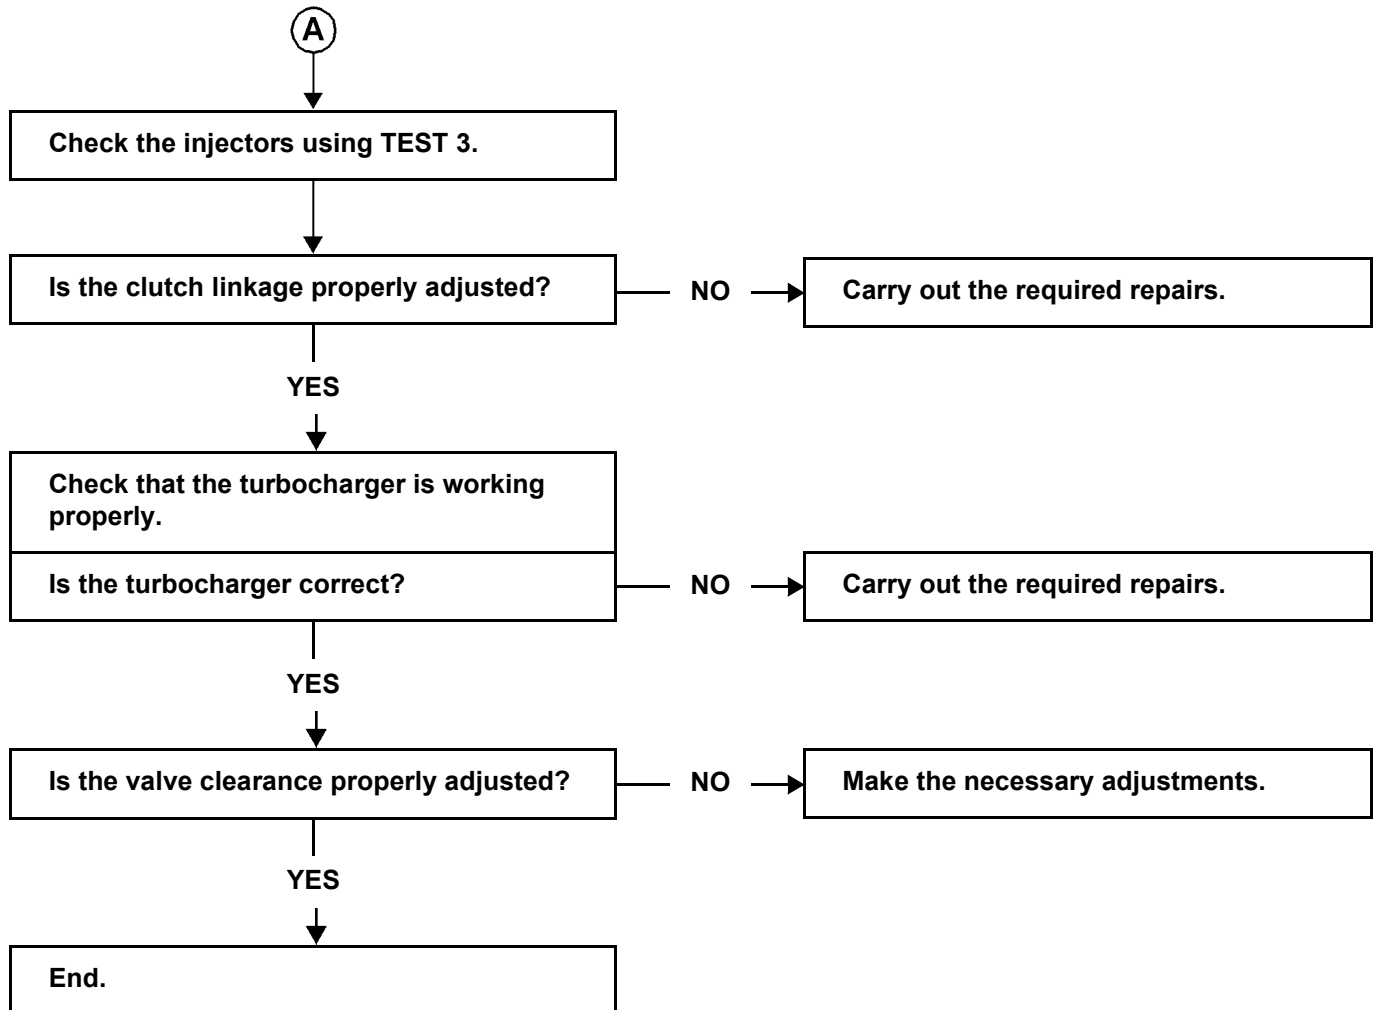 A
Check the injectors using TEST 3.
Is the clutch linkage properly adjusted?
NO
Carry out the required repairs.
YES
Check that the turbocharger is working
properly.
Is the turbocharger correct?
NO
Carry out the required repairs.
YES
Is the valve clearance properly adjusted?
NO
Make the necessary adjustments.
YES
End.